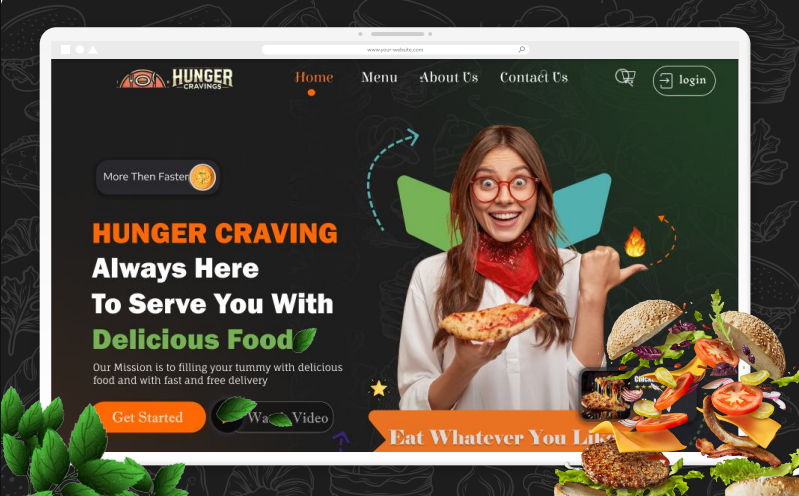 www.your-website.com
HUNGER
CRAVINGS
Home Menu About Us Contact Us login
More Then Faster
HUNGER CRAVING
Always Here
To Serve You With
Delicious Food
Our Mission is to filling your tummy with delicious
food and with fast and free delivery
Get Started
Video
Eat Whatever You Like